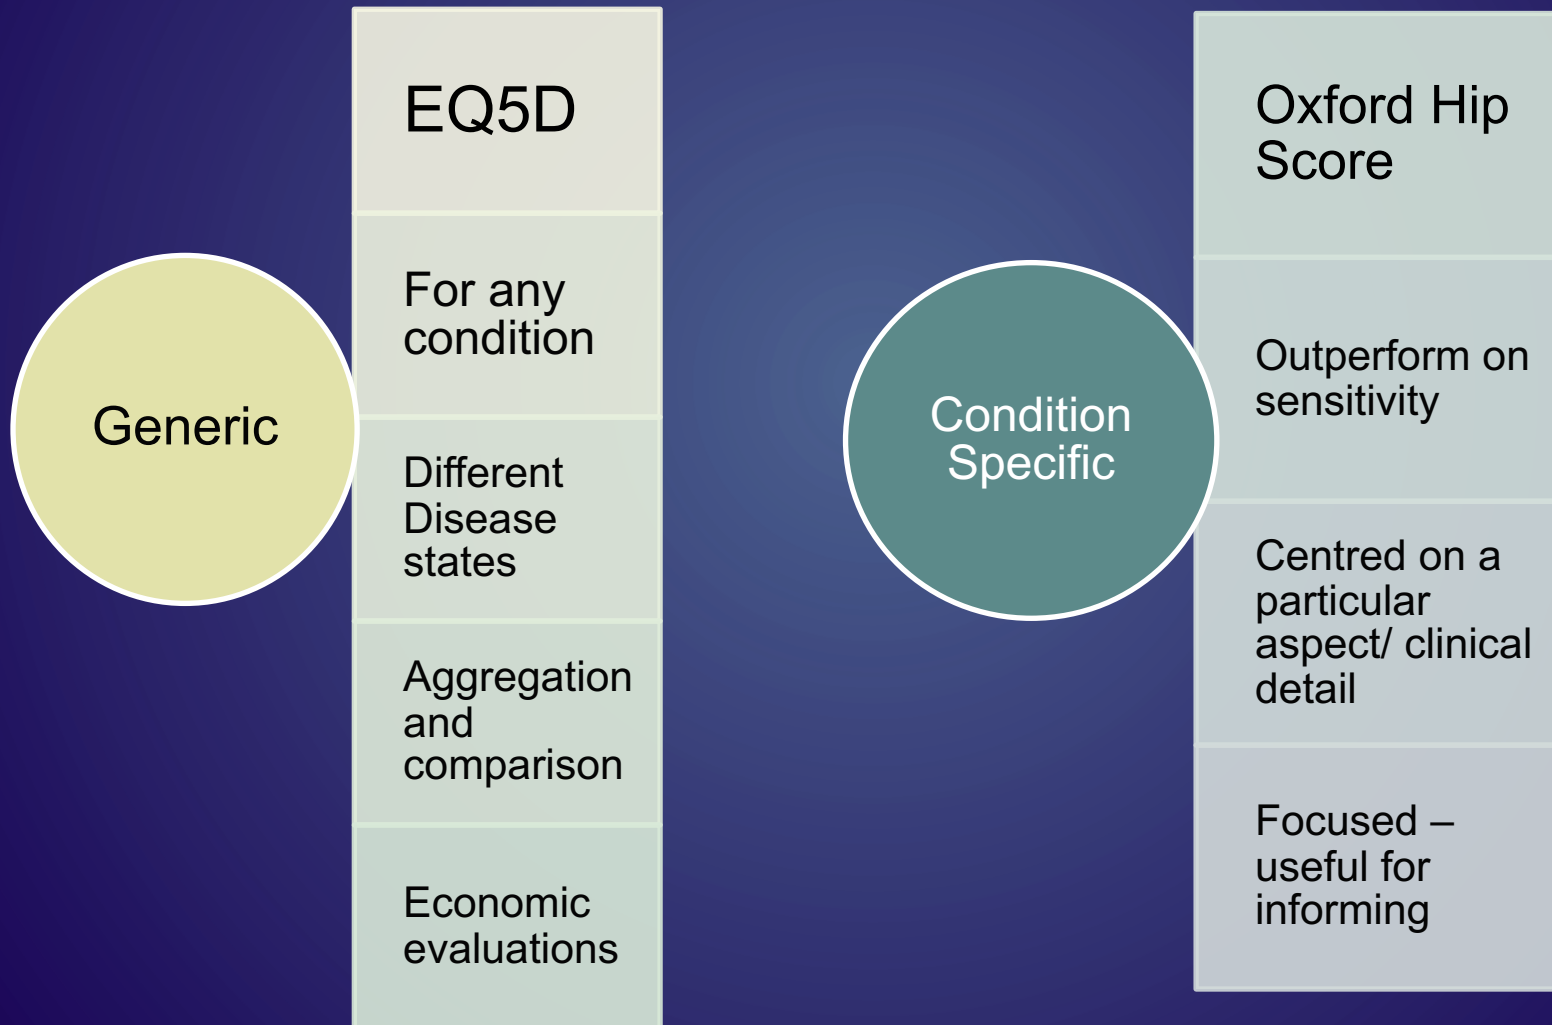 Generic
EQ5D
For any
condition
Different
Disease
states
Aggregation
and
comparison
Economic
evaluations
Condition
Specific
Oxford Hip
Score
Outperform on
sensitivity
Centred on a
particular
aspect/ clinical
detail
Focused –
useful for
informing